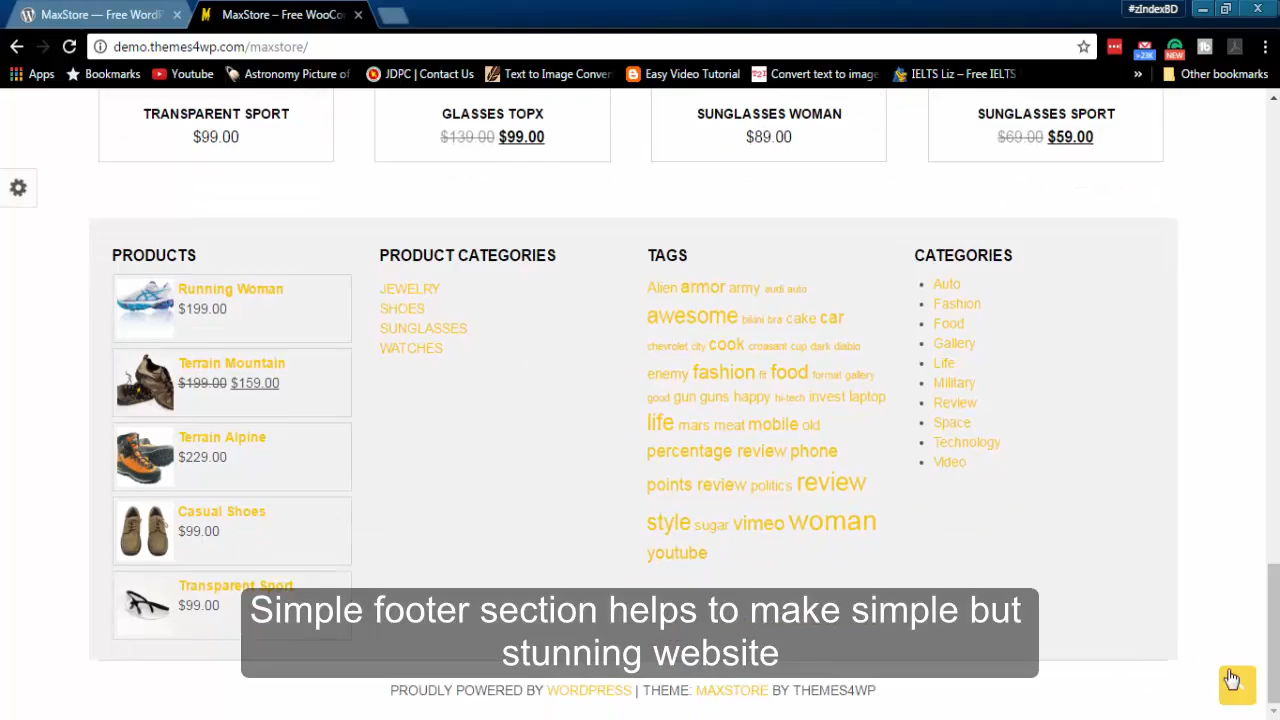 MaxStore – Free WordP
MaxStore – Free WooCo
#zIndexBD
demo.themes4wp.com/maxstore/
>23K
NEW
Apps
Bookmarks
Youtube
Astronomy Picture of
JDPC | Contact Us
Text to Image Conver
Easy Video Tutorial
Convert text to imag
IELTS Liz – Free IELTS
»
Other bookmarks
TRANSPARENT SPORT
$99.00
GLASSES TOPX
$139.00 $99.00
SUNGLASSES WOMAN
$89.00
SUNGLASSES SPORT
$69.00 $59.00
PRODUCTS
Running Woman
$199.00
Terrain Mountain
$199.00 $159.00
Terrain Alpine
$229.00
Casual Shoes
$99.00
Transparent Sport
$99.00
PRODUCT CATEGORIES
JEWELRY
SHOES
SUNGLASSES
WATCHES
TAGS
Alien armor army audi auto
awesome bikini bra cake car
chevrolet city cook croasant cup dark diablo
enemy fashion fit food formal gallery
good gun guns happy hi-tech invest laptop
life mars meat mobile old
percentage review phone
points review politics review
style sugar vimeo woman
youtube
CATEGORIES
Auto
Fashion
Food
Gallery
Life
Military
Review
Space
Technology
Video
Simple footer section helps to make simple but
stunning website
PROUDLY POWERED BY WORDPRESS | THEME: MAXSTORE BY THEMES4WP